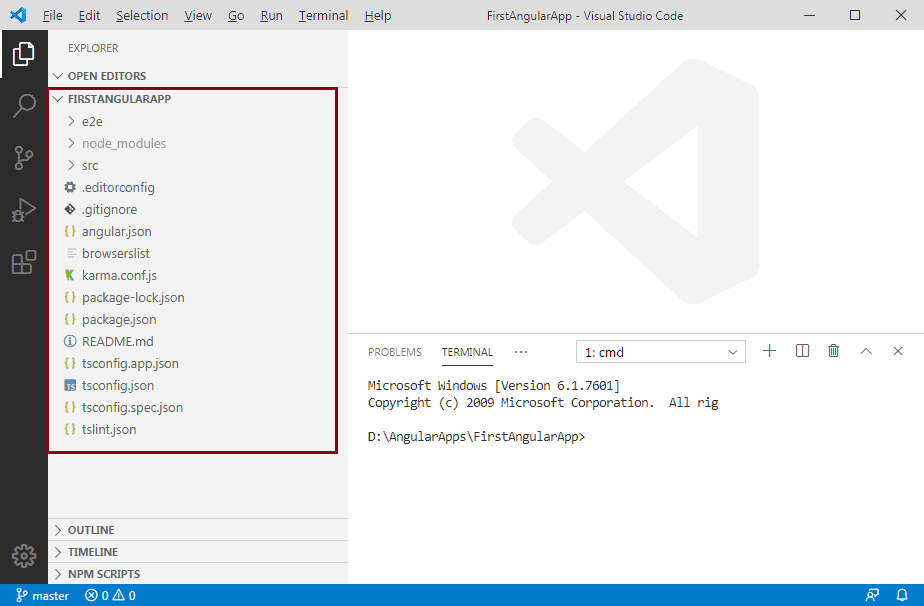 File Edit Selection View Go Run Terminal Help FirstAngularApp - Visual Studio Code
EXPLORER
OPEN EDITORS
FIRSTANGULARAPP
e2e
node_modules
src
.editorconfig
.gitignore
{} angular.json
browserslist
karma.conf.js
{} package-lock.json
{} package.json
README.md
{} tsconfig.app.json
TS tsconfig.json
{} tsconfig.spec.json
{} tslint.json
OUTLINE
TIMELINE
NPM SCRIPTS
PROBLEMS TERMINAL ··· 1: cmd
Microsoft Windows [Version 6.1.7601]
Copyright (c) 2009 Microsoft Corporation.  All rig
D:\AngularApps\FirstAngularApp>
master 0 0